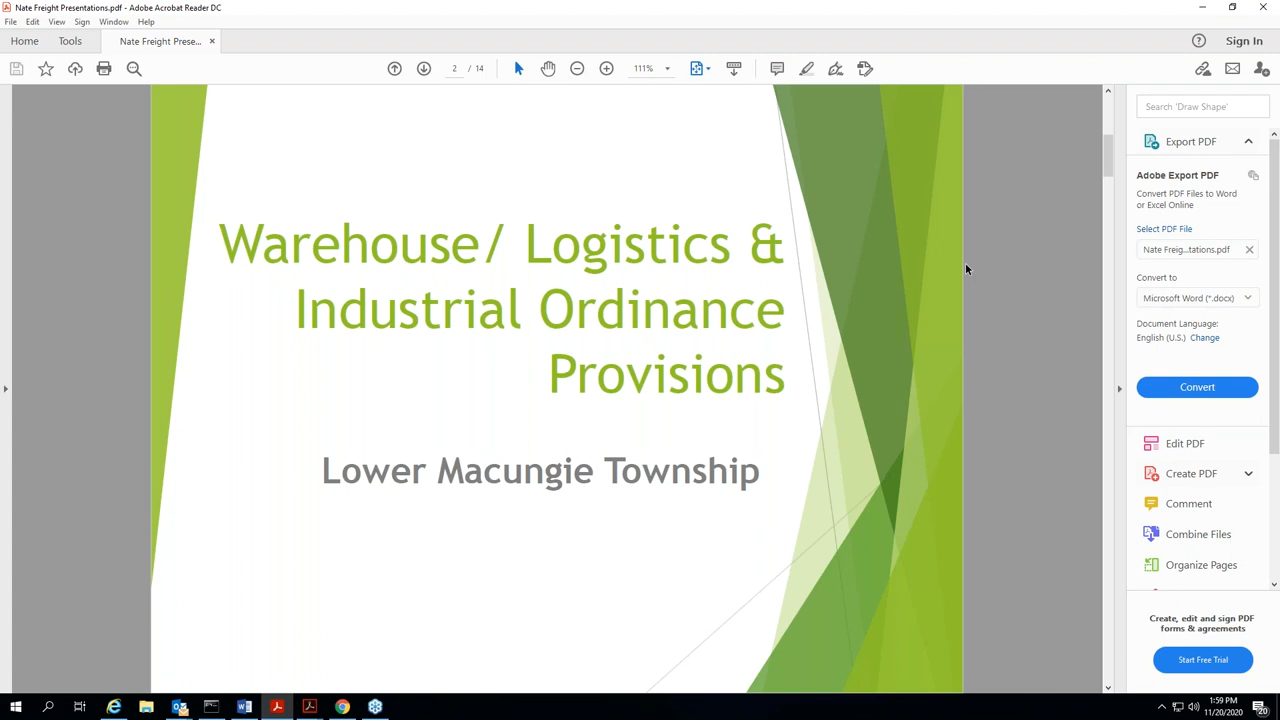 Nate Freight Presentations.pdf - Adobe Acrobat Reader DC
File Edit View Sign Window Help
Home Tools Nate Freight Prese... × Sign In
2 / 14 111%
Search 'Draw Shape'
Export PDF
Adobe Export PDF
Convert PDF Files to Word
or Excel Online
Select PDF File
Nate Freig...tations.pdf
Convert to
Microsoft Word (*.docx)
Document Language:
English (U.S.) Change
Convert
Edit PDF
Create PDF
Comment
Combine Files
Organize Pages
Create, edit and sign PDF
forms & agreements
Start Free Trial
Warehouse/ Logistics &
Industrial Ordinance
Provisions
Lower Macungie Township
1:59 PM
11/20/2020
20